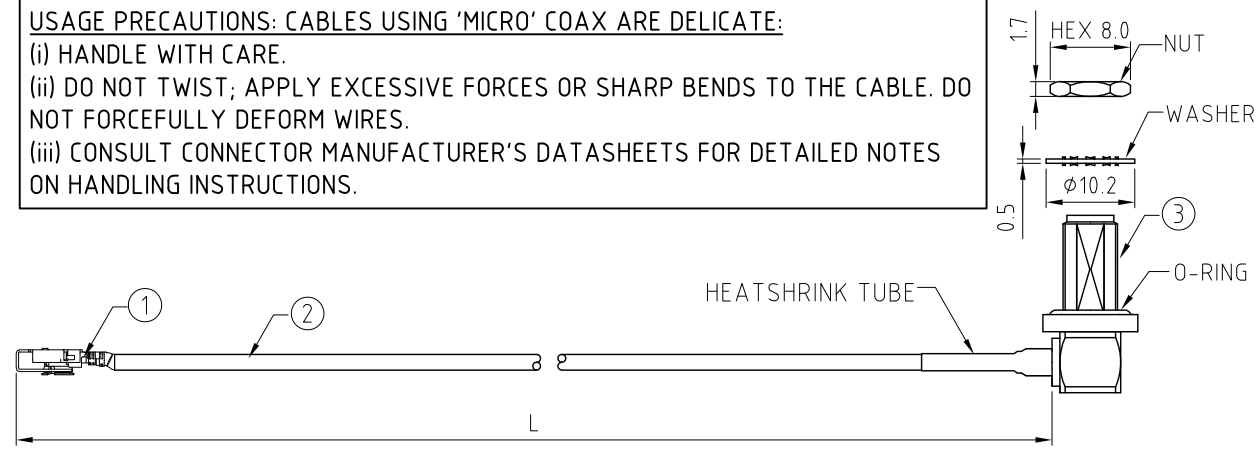 USAGE PRECAUTIONS: CABLES USING 'MICRO' COAX ARE DELICATE:
(i) HANDLE WITH CARE.
(ii) DO NOT TWIST; APPLY EXCESSIVE FORCES OR SHARP BENDS TO THE CABLE. DO
NOT FORCEFULLY DEFORM WIRES.
(iii) CONSULT CONNECTOR MANUFACTURER'S DATASHEETS FOR DETAILED NOTES
ON HANDLING INSTRUCTIONS.
1.7
HEX 8.0
NUT
WASHER
ϕ10.2
0.5
3
O-RING
HEATSHRINK TUBE
1
2
L